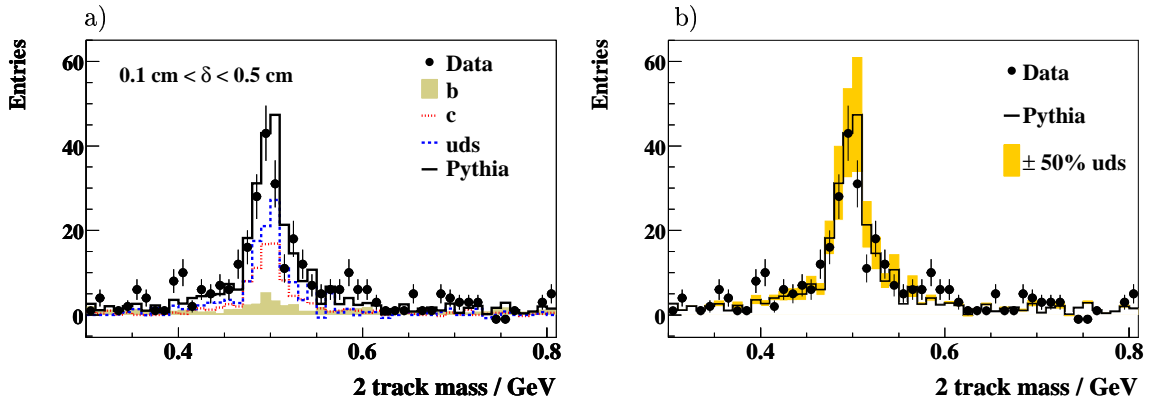 a)
Entries
60
40
20
0
0.1 cm < δ < 0.5 cm
Data
b
c
uds
Pythia
0.4
0.6
0.8
2 track mass / GeV
b)
Entries
60
40
20
0
Data
Pythia
± 50% uds
0.4
0.6
0.8
2 track mass / GeV